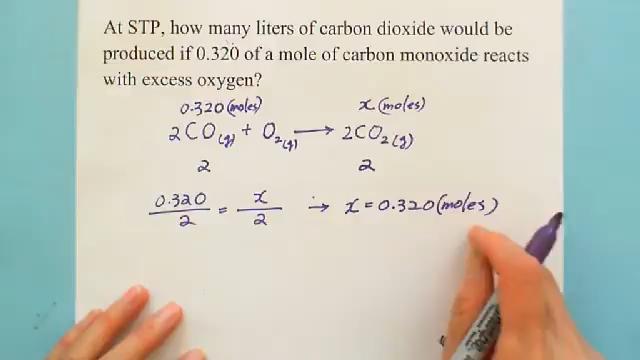 At STP, how many liters of carbon dioxide would be
produced if 0.320 of a mole of carbon monoxide reacts
with excess oxygen?
0.320 (moles) x (moles)
2CO(g) + O2(g) → 2CO2(g)
2 2
0.320/2 = x/2 → x = 0.320 (moles)